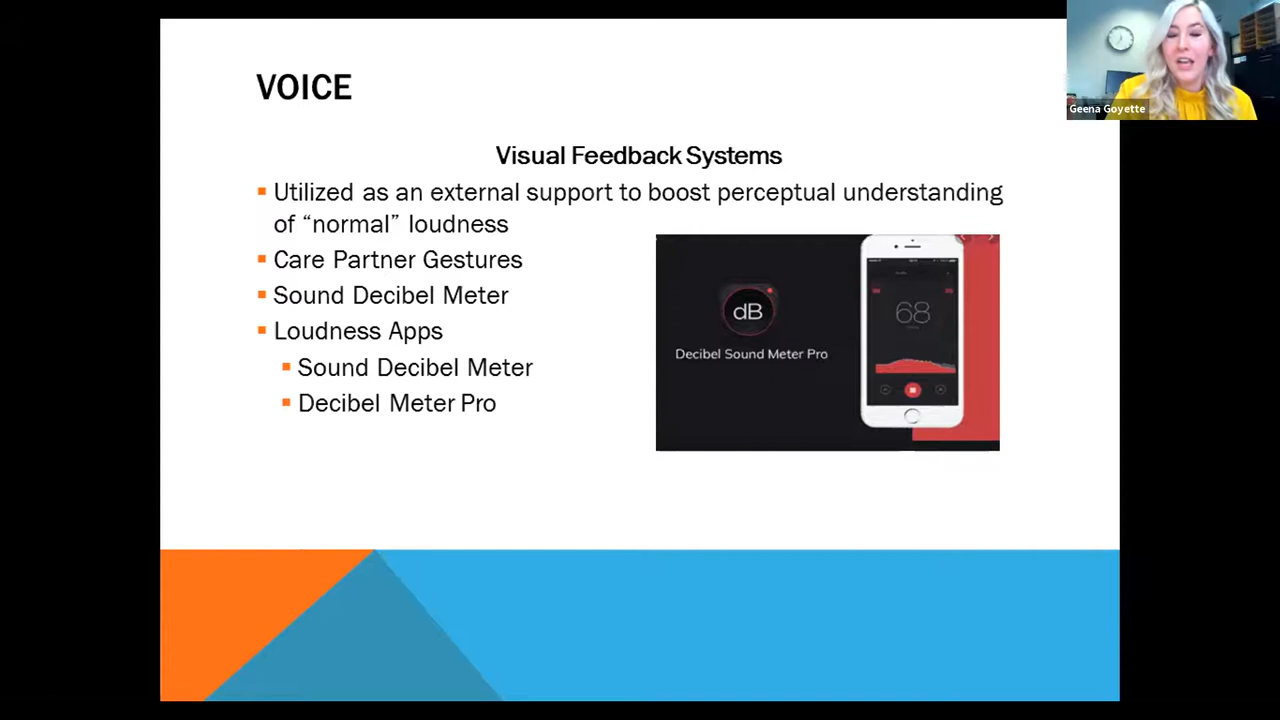 VOICE
Geena Goyette
Visual Feedback Systems
Utilized as an external support to boost perceptual understanding
of “normal” loudness
Care Partner Gestures
Sound Decibel Meter
Loudness Apps
Sound Decibel Meter
Decibel Meter Pro
dB
Decibel Sound Meter Pro
68